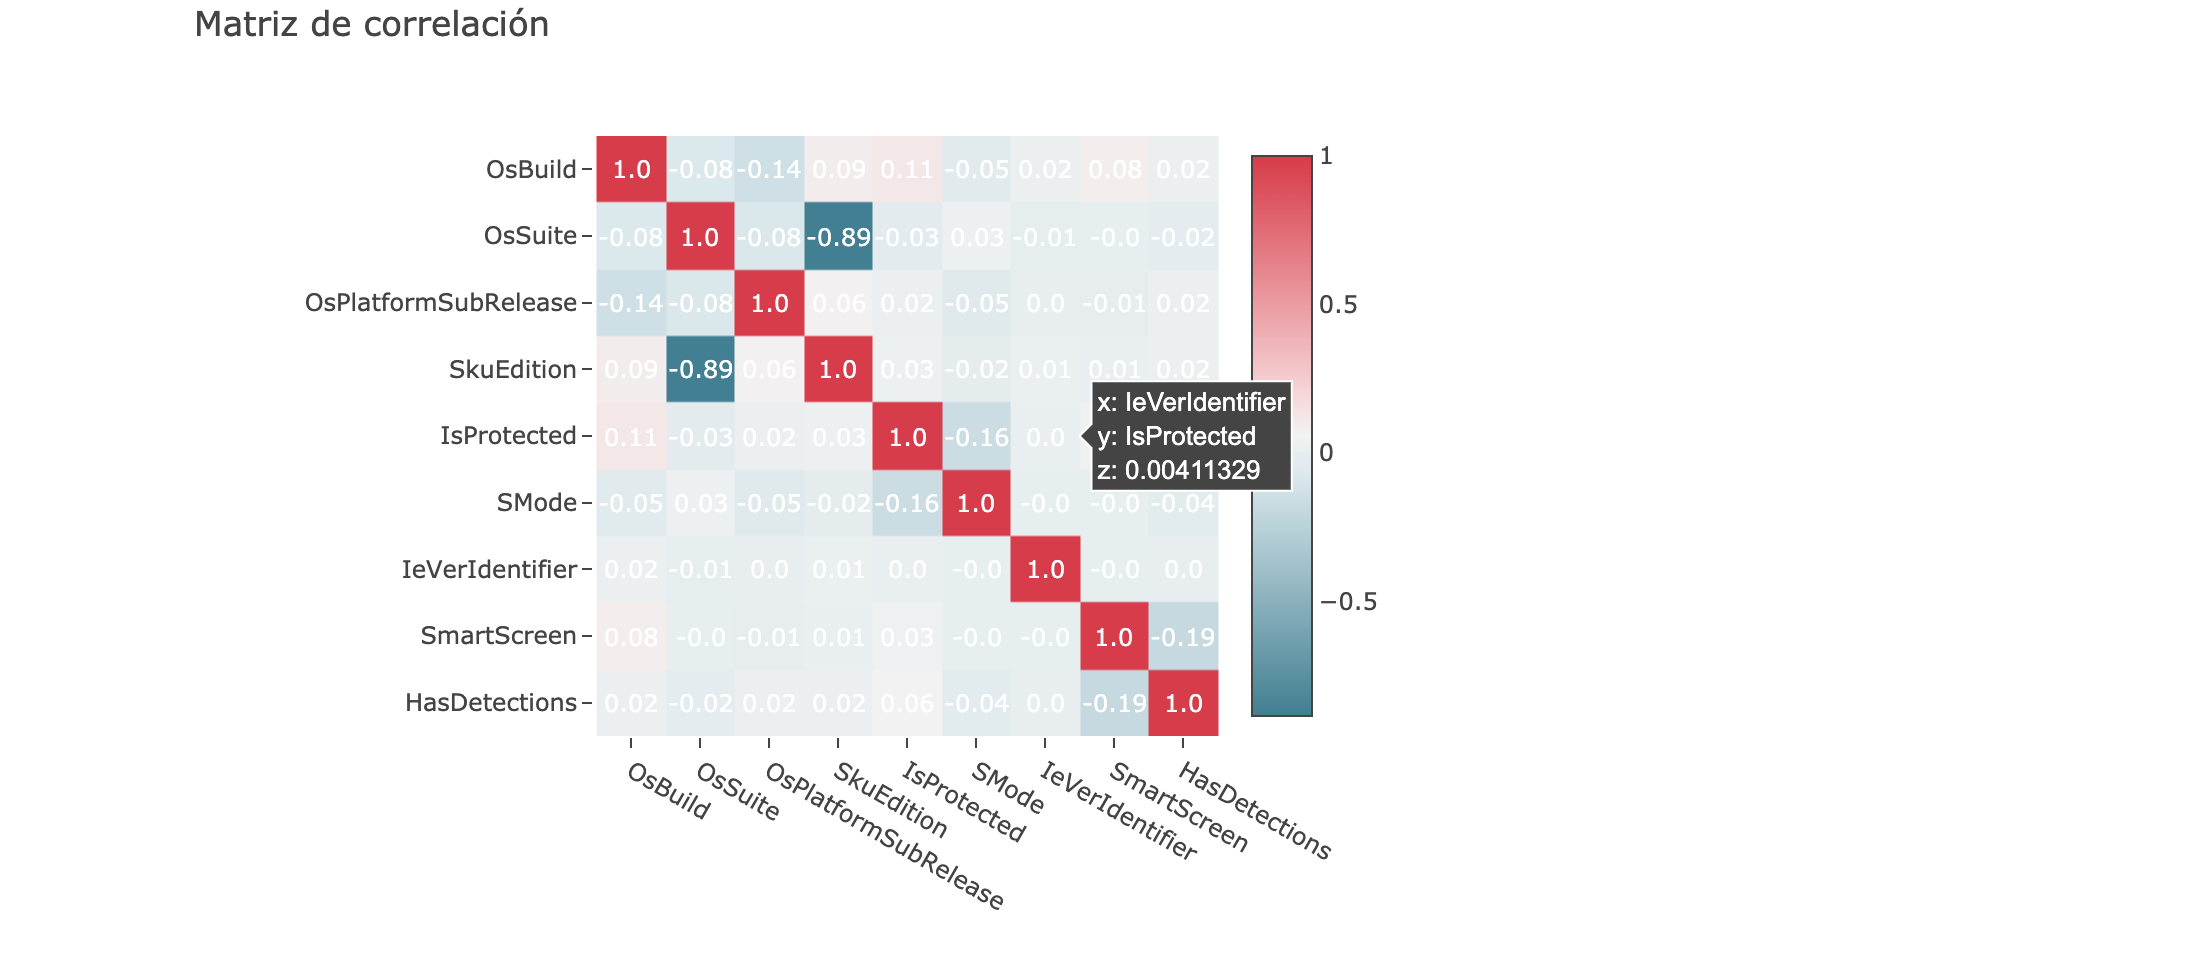 Matriz de correlación
OsBuild 1.0 -0.08 -0.14 0.09 0.11 -0.05 0.02 0.08 0.02
OsSuite -0.08 1.0 -0.08 -0.89 -0.03 0.03 -0.01 -0.0 -0.02
OsPlatformSubRelease -0.14 -0.08 1.0 0.06 0.02 -0.05 0.0 -0.01 0.02
SkuEdition 0.09 -0.89 0.06 1.0 0.03 -0.02 0.01 0.01 0.02
IsProtected 0.11 -0.03 0.02 0.03 1.0 -0.16 0.0
SMode -0.05 0.03 -0.05 -0.02 -0.16 1.0 -0.0 -0.0 -0.04
IeVerIdentifier 0.02 -0.01 0.0 0.01 0.0 -0.0 1.0 -0.0 0.0
SmartScreen 0.08 -0.0 -0.01 0.01 0.03 -0.0 -0.0 1.0 -0.19
HasDetections 0.02 -0.02 0.02 0.02 0.06 -0.04 0.0 -0.19 1.0
OsBuild
OsSuite
OsPlatformSubRelease
SkuEdition
IsProtected
SMode
IeVerIdentifier
SmartScreen
HasDetections
x: IeVerIdentifier
y: IsProtected
z: 0.00411329
1
0.5
0
−0.5